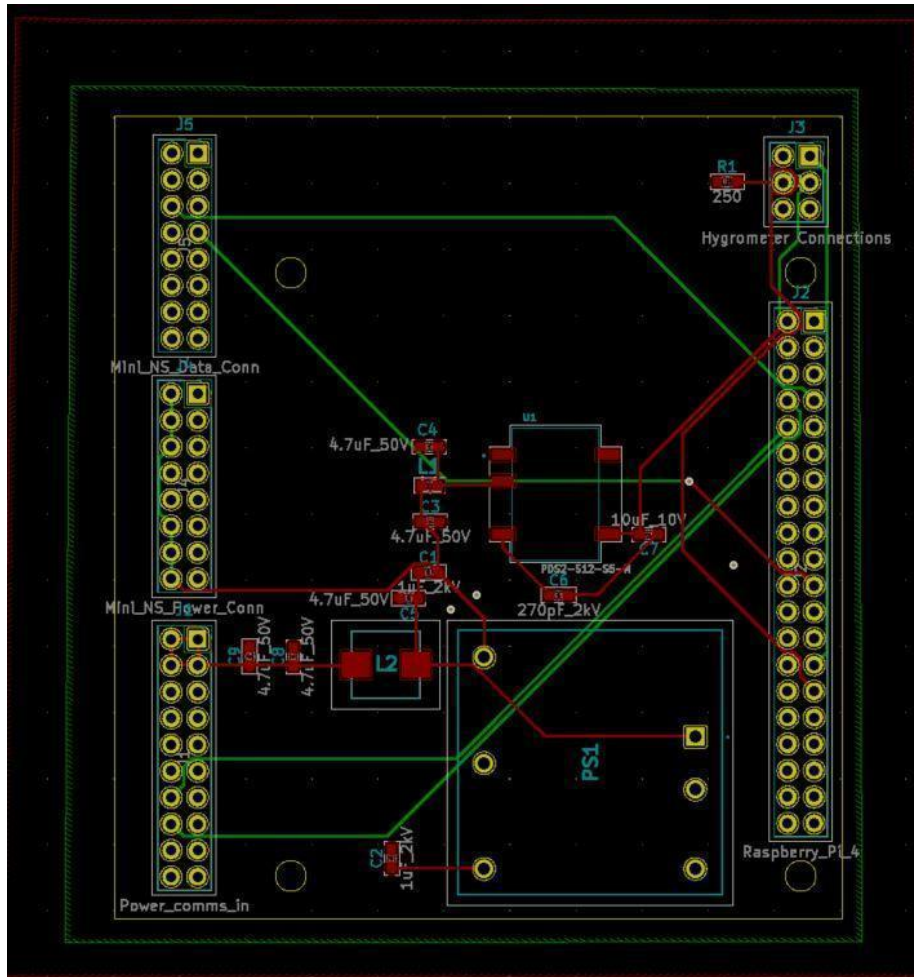 J5
J3
R1
250
Hygrometer Connections
J2
Mini_NS_Data_Conn
U1
C4
4.7uF_50V
C3
4.7uF_50V
10uF_10V
C7
PDS2-S12-S5-M
Mini_NS_Power_Conn
C1
1uF_2kV
4.7uF_50V
C6
270pF_2kV
C9
4.7uF_50V
C8
4.7uF_50V
L2
PS1
C2
1uF_2kV
Raspberry_Pi_4
Power_comms_in